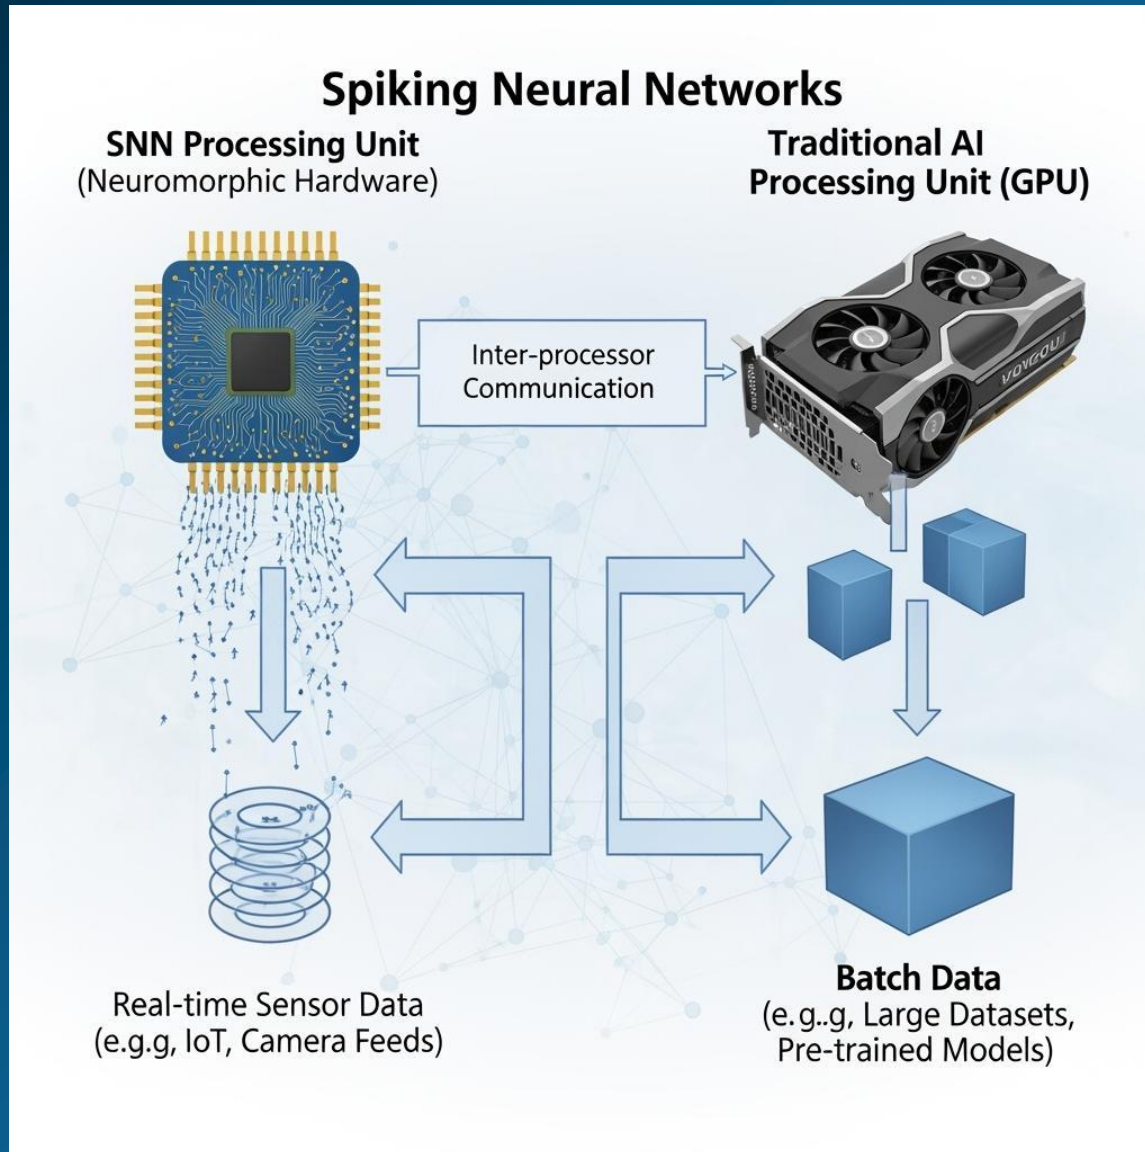 Spiking Neural Networks
SNN Processing Unit
(Neuromorphic Hardware)
Traditional AI
Processing Unit (GPU)
Inter-processor
Communication
Real-time Sensor Data
(e.g.g, IoT, Camera Feeds)
Batch Data
(e.g..g, Large Datasets,
Pre-trained Models)